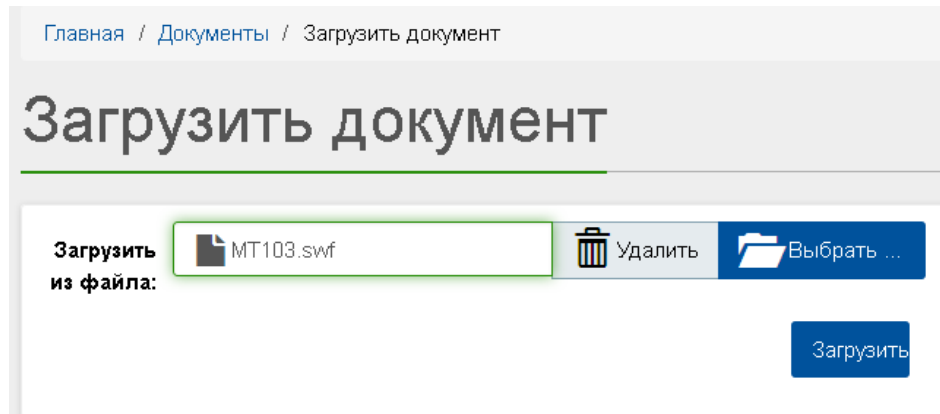 Главная / Документы / Загрузить документ
Загрузить документ
Загрузить из файла:
MT103.swf
Удалить
Выбрать ...
Загрузить